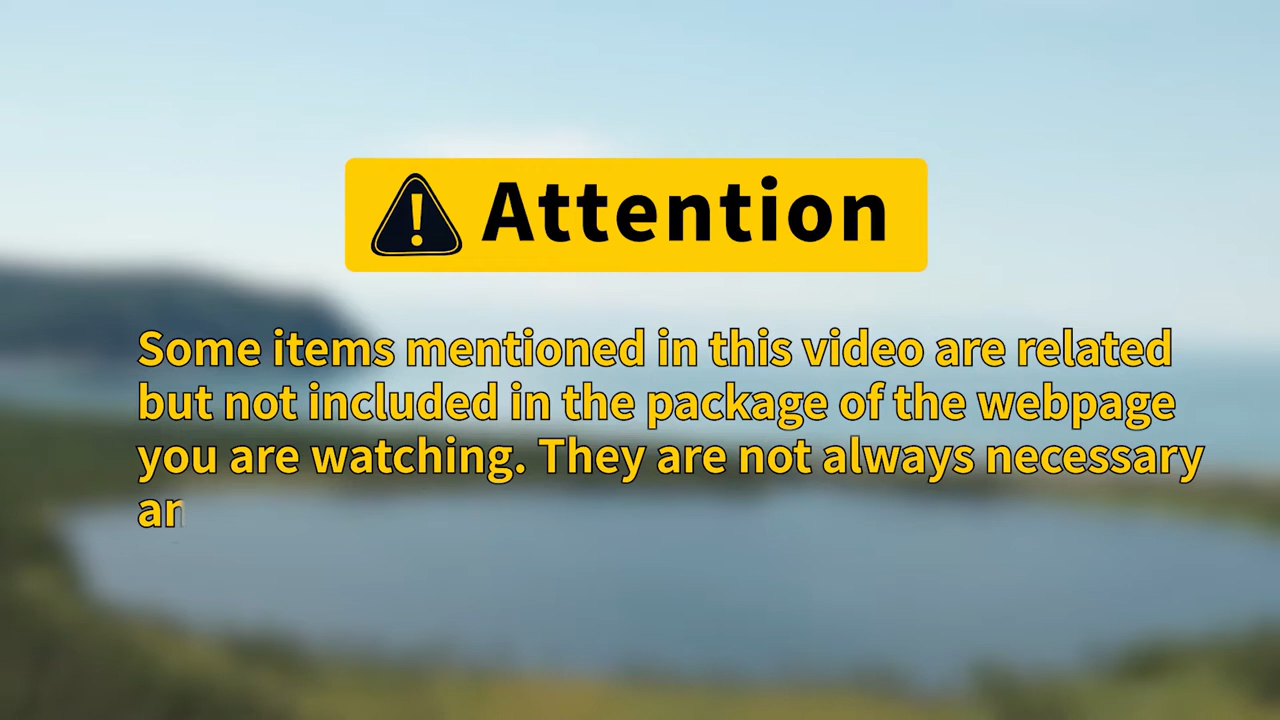 Attention
Some items mentioned in this video are related
but not included in the package of the webpage
you are watching. They are not always necessary
an